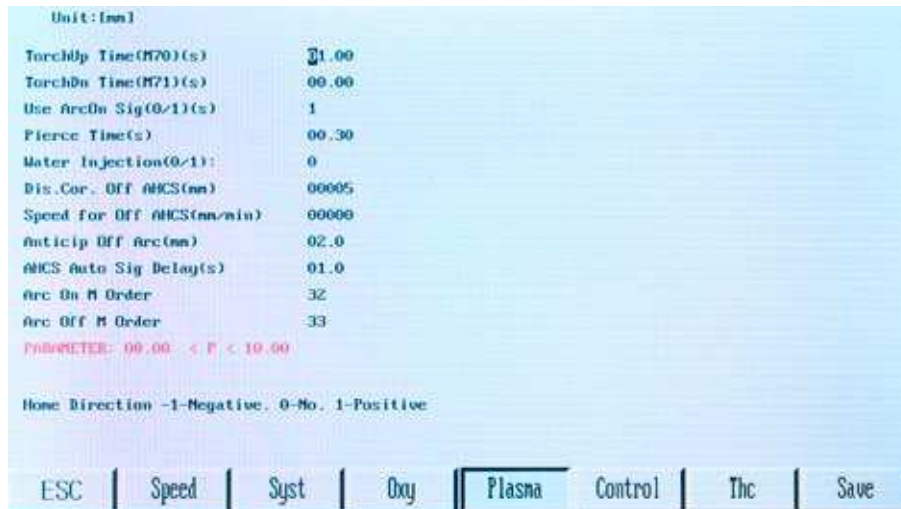 Unit:[mm]
TorchUp Time(M70)(s) 01.00
TorchDn Time(M71)(s) 00.00
Use ArcOn Sig(0/1)(s) 1
Pierce Time(s) 00.30
Water Injection(0/1): 0
Dis.Cor. Off AHCS(mm) 00005
Speed for Off AHCS(mm/min) 00000
Anticip Off Arc(mm) 02.0
AHCS Auto Sig Delay(s) 01.0
Arc On M Order 32
Arc Off M Order 33
PARAMETER: 00.00 < P < 10.00
Home Direction -1-Negative. 0-No. 1-Positive
ESC Speed Syst Oxy Plasma Control Thc Save